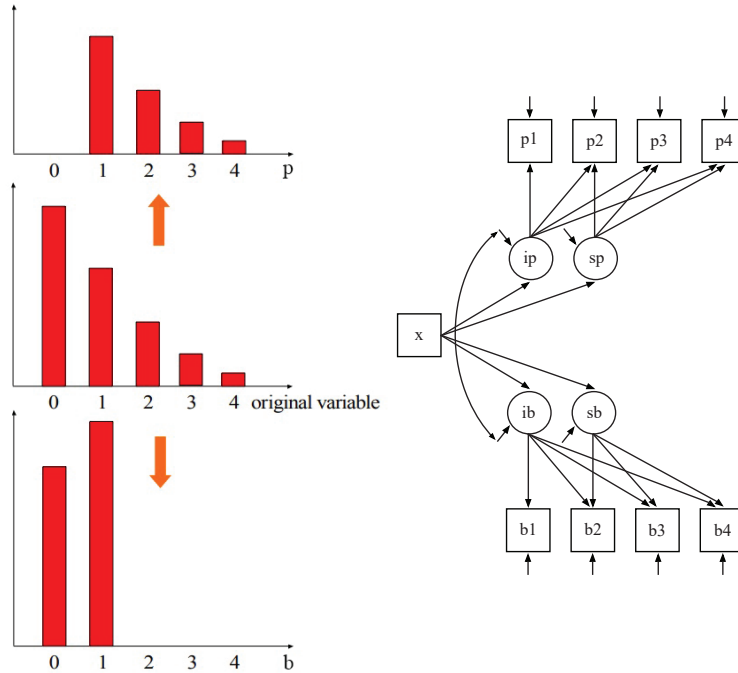 0 1 2 3 4 p
0 1 2 3 4 original variable
0 1 2 3 4 b
p1 p2 p3 p4
ip sp
x
ib sb
b1 b2 b3 b4